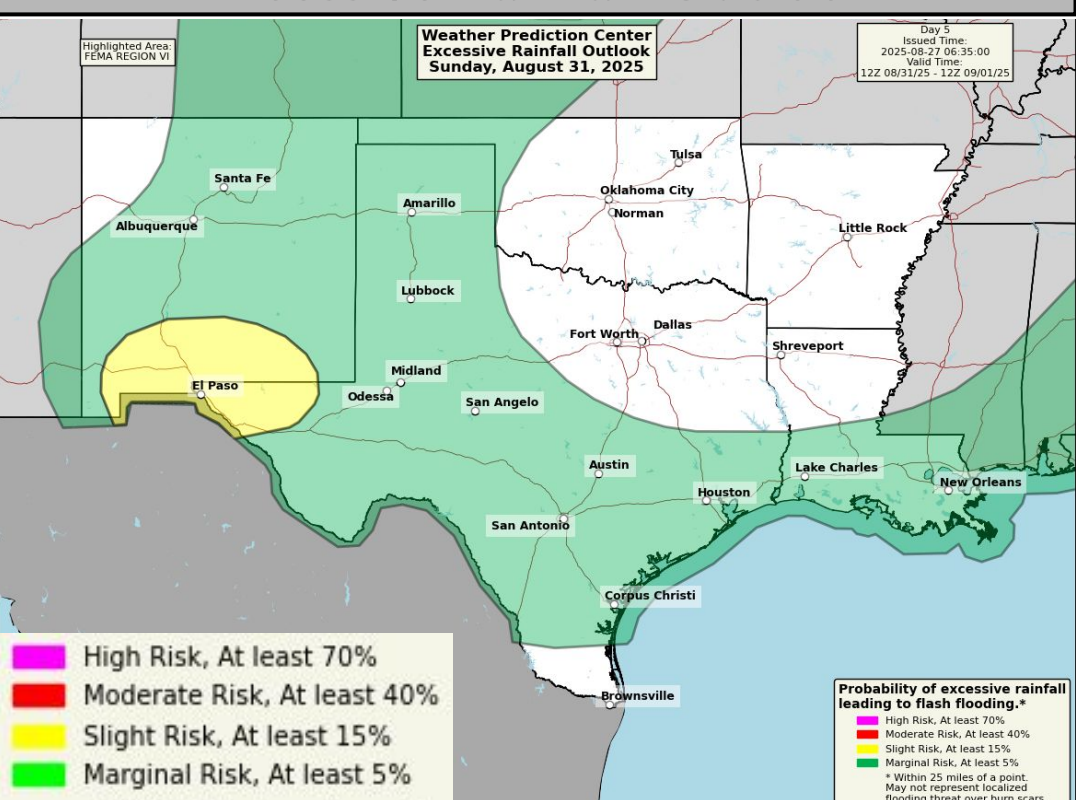 Highlighted Area:
FEMA REGION VI
Weather Prediction Center
Excessive Rainfall Outlook
Sunday, August 31, 2025
Day 5
Issued Time:
2025-08-27 06:35:00
Valid Time:
12Z 08/31/25 - 12Z 09/01/25
Tulsa
Santa Fe
Oklahoma City
Amarillo
Norman
Albuquerque
Little Rock
Lubbock
Dallas
Fort Worth
Shreveport
Midland
El Paso
Odessa
San Angelo
Austin
Lake Charles
New Orleans
Houston
San Antonio
Corpus Christi
Brownsville
High Risk, At least 70%
Moderate Risk, At least 40%
Slight Risk, At least 15%
Marginal Risk, At least 5%
Probability of excessive rainfall
leading to flash flooding.*
High Risk, At least 70%
Moderate Risk, At least 40%
Slight Risk, At least 15%
Marginal Risk, At least 5%
* Within 25 miles of a point.
May not represent localized
flooding threat over burn scars